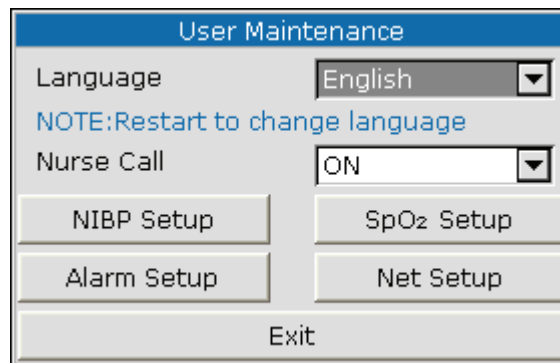 User Maintenance
Language English
NOTE:Restart to change language
Nurse Call ON
NIBP Setup SpO₂ Setup
Alarm Setup Net Setup
Exit